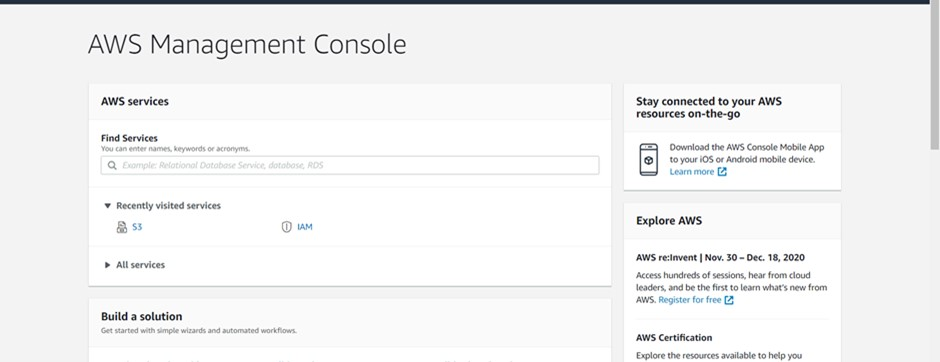 AWS Management Console
AWS services
Find Services
You can enter names, keywords or acronyms.
Example: Relational Database Service, database, RDS
Recently visited services
S3
IAM
All services
Build a solution
Get started with simple wizards and automated workflows.
Stay connected to your AWS
resources on-the-go
Download the AWS Console Mobile App
to your iOS or Android mobile device.
Learn more
Explore AWS
AWS re:Invent | Nov. 30 – Dec. 18, 2020
Access hundreds of sessions, hear from cloud
leaders, and be the first to learn what's new from
AWS. Register for free
AWS Certification
Explore the resources available to help you